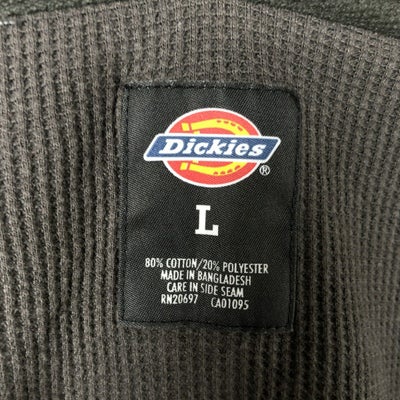 Dickies
®
L
80% COTTON/20% POLYESTER
MADE IN BANGLADESH
CARE IN SIDE SEAM
RN20697 CA01095